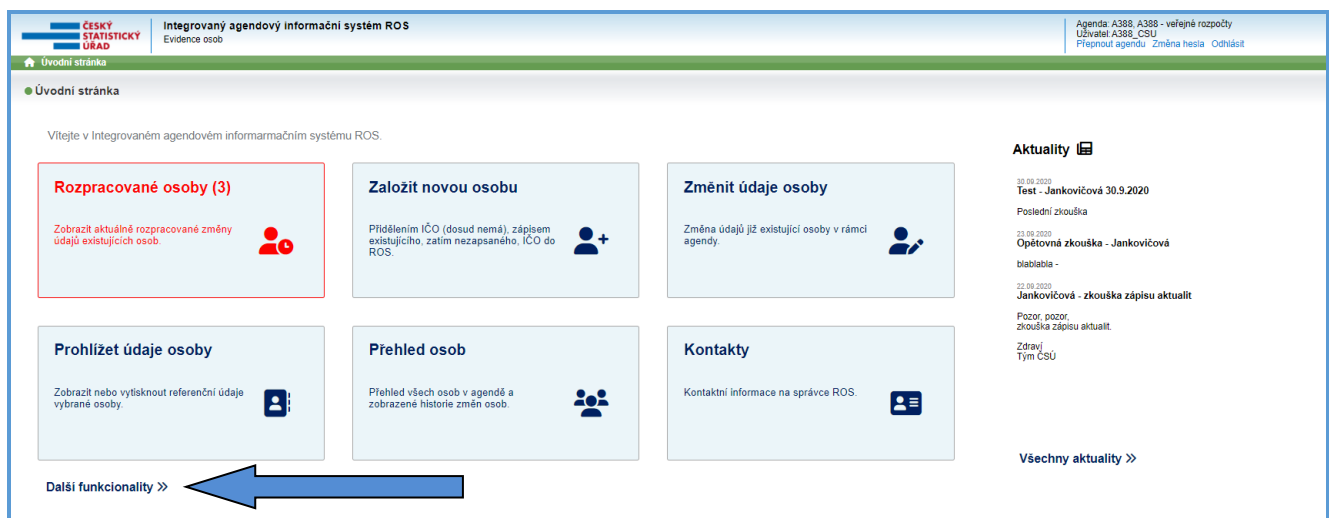 ČESKÝ
STATISTICKÝ
ÚŘAD
Integrovaný agendový informační systém ROS
Evidence osob
Agenda: A388, A388 - veřejné rozpočty
Uživatel: A388_CSU
Přepnout agendu Změna hesla Odhlásit
Úvodní stránka
Úvodní stránka
Vítejte v Integrovaném agendovém informarmačním systému ROS.
Rozpracované osoby (3)
Zobrazit aktuálně rozpracované změny
údajů existujících osob.
Založit novou osobu
Přidělením IČO (dosud nemá), zápisem
existujícího, zatím nezapsaného, IČO do
ROS.
Změnit údaje osoby
Změna údajů již existující osoby v rámci
agendy.
Prohlížet údaje osoby
Zobrazit nebo vytisknout referenční údaje
vybrané osoby.
Přehled osob
Přehled všech osob v agendě a
zobrazené historie změn osob.
Kontakty
Kontaktní informace na správce ROS.
Další funkcionality »
Aktuality
30.09.2020
Test - Jankovičová 30.9.2020
Poslední zkouška
23.09.2020
Opětovná zkouška - Jankovičová
blablabla -
22.09.2020
Jankovičová - zkouška zápisu aktualit
Pozor, pozor,
zkouška zápisu aktualit.
Zdraví
Tým ČSÚ
Všechny aktuality »